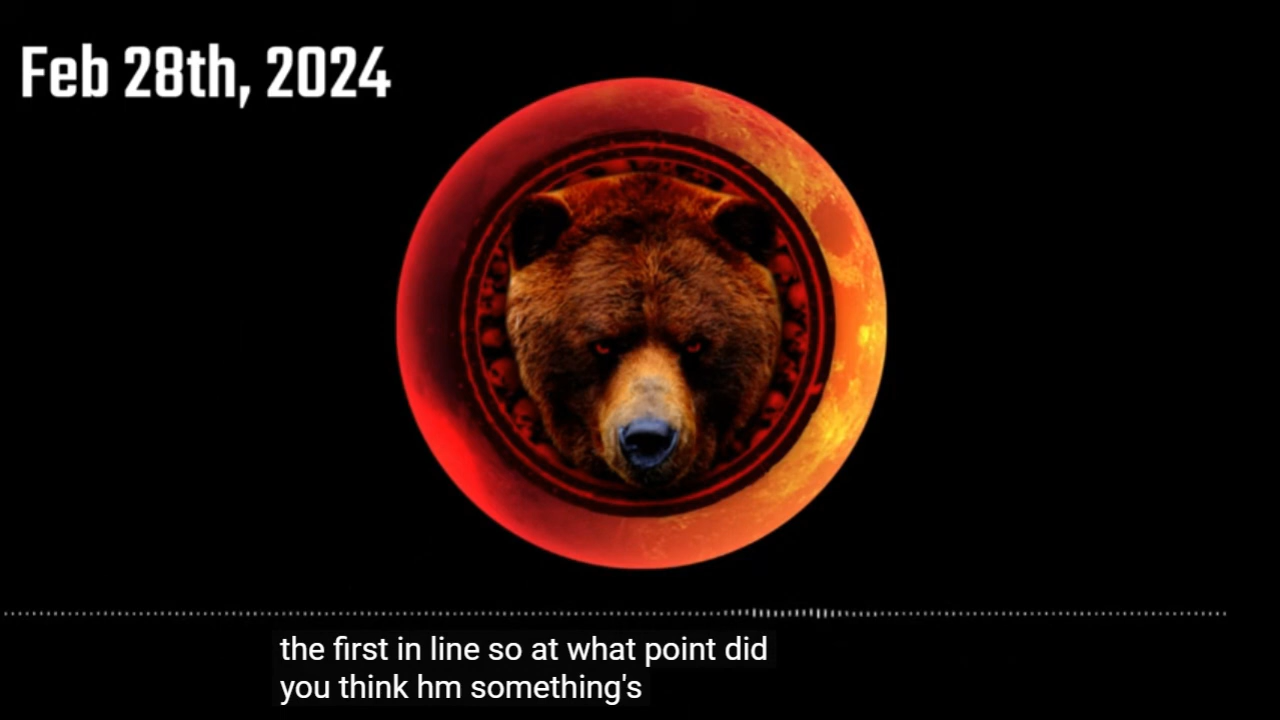 Feb 28th, 2024
the first in line so at what point did
you think hm something's